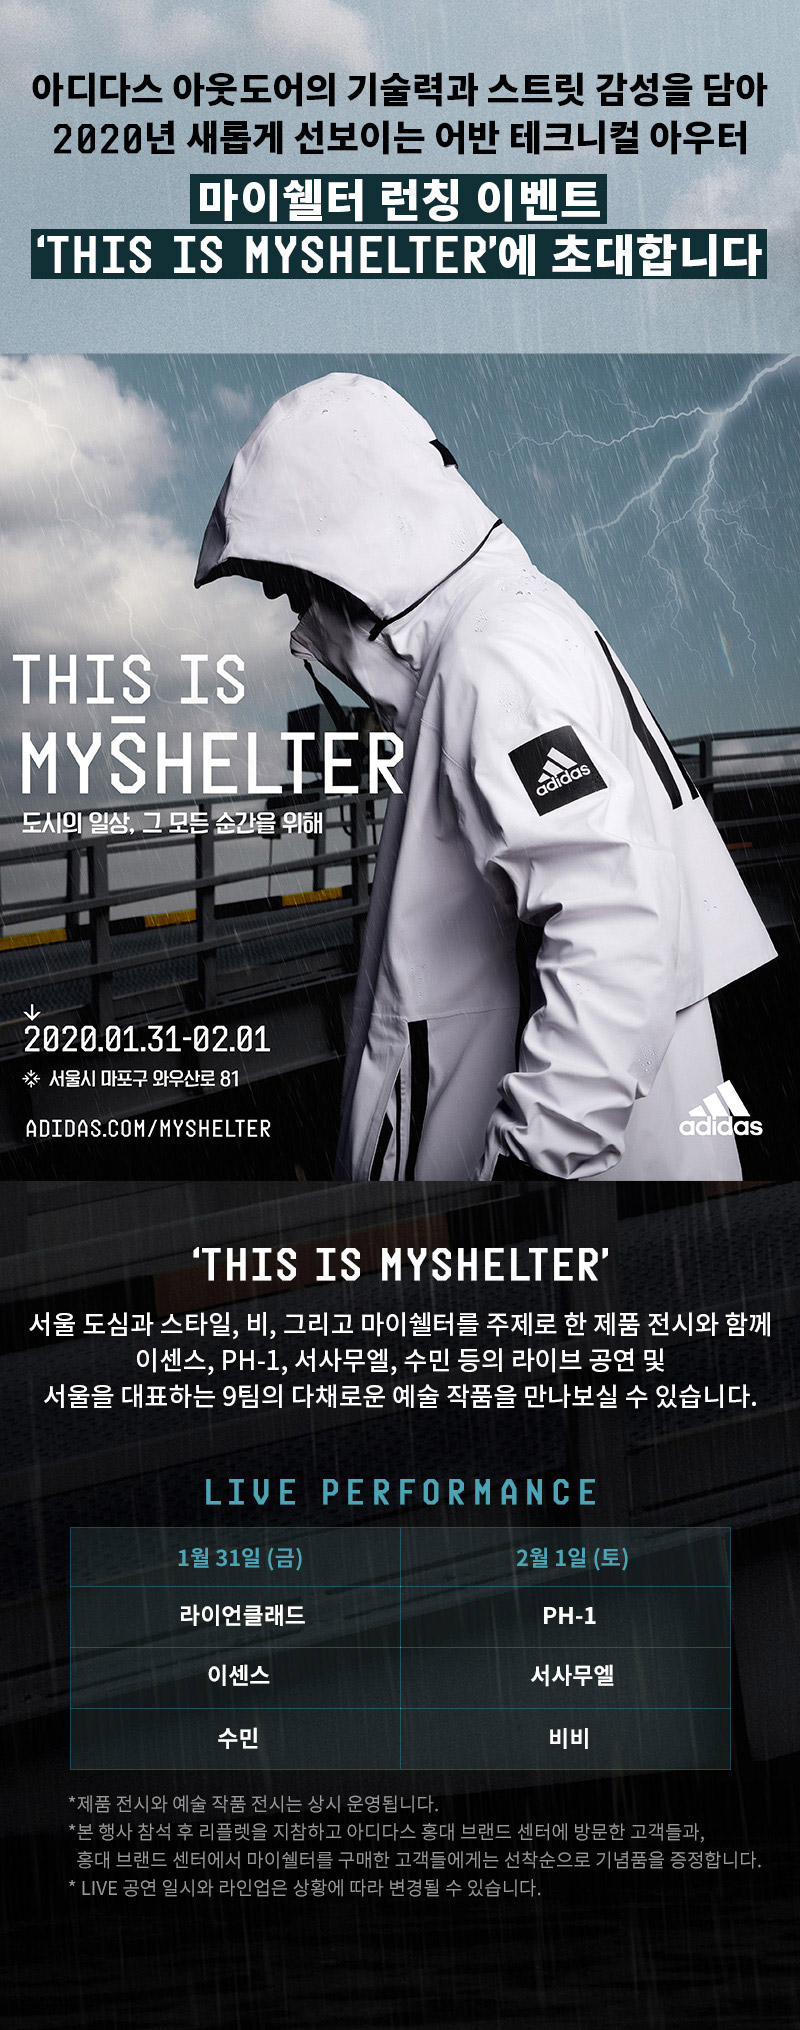 아디다스 아웃도어의 기술력과 스트릿 감성을 담아
2020년 새롭게 선보이는 어반 테크니컬 아우터
마이쉘터 런칭 이벤트
‘THIS IS MYSHELTER’에 초대합니다
adidas
THIS IS
MYSHELTER
도시의 일상, 그 모든 순간을 위해
2020.01.31-02.01
서울시 마포구 와우산로 81
ADIDAS.COM/MYSHELTER
adidas
‘THIS IS MYSHELTER’
서울 도심과 스타일, 비, 그리고 마이쉘터를 주제로 한 제품 전시와 함께
이센스, PH-1, 서사무엘, 수민 등의 라이브 공연 및
서울을 대표하는 9팀의 다채로운 예술 작품을 만나보실 수 있습니다.
LIVE PERFORMANCE
1월 31일 (금) 2월 1일 (토)
라이언클래드 PH-1
이센스 서사무엘
수민 비비
*제품 전시와 예술 작품 전시는 상시 운영됩니다.
*본 행사 참석 후 리플렛을 지참하고 아디다스 홍대 브랜드 센터에 방문한 고객들과,
홍대 브랜드 센터에서 마이쉘터를 구매한 고객들에게는 선착순으로 기념품을 증정합니다.
* LIVE 공연 일시와 라인업은 상황에 따라 변경될 수 있습니다.